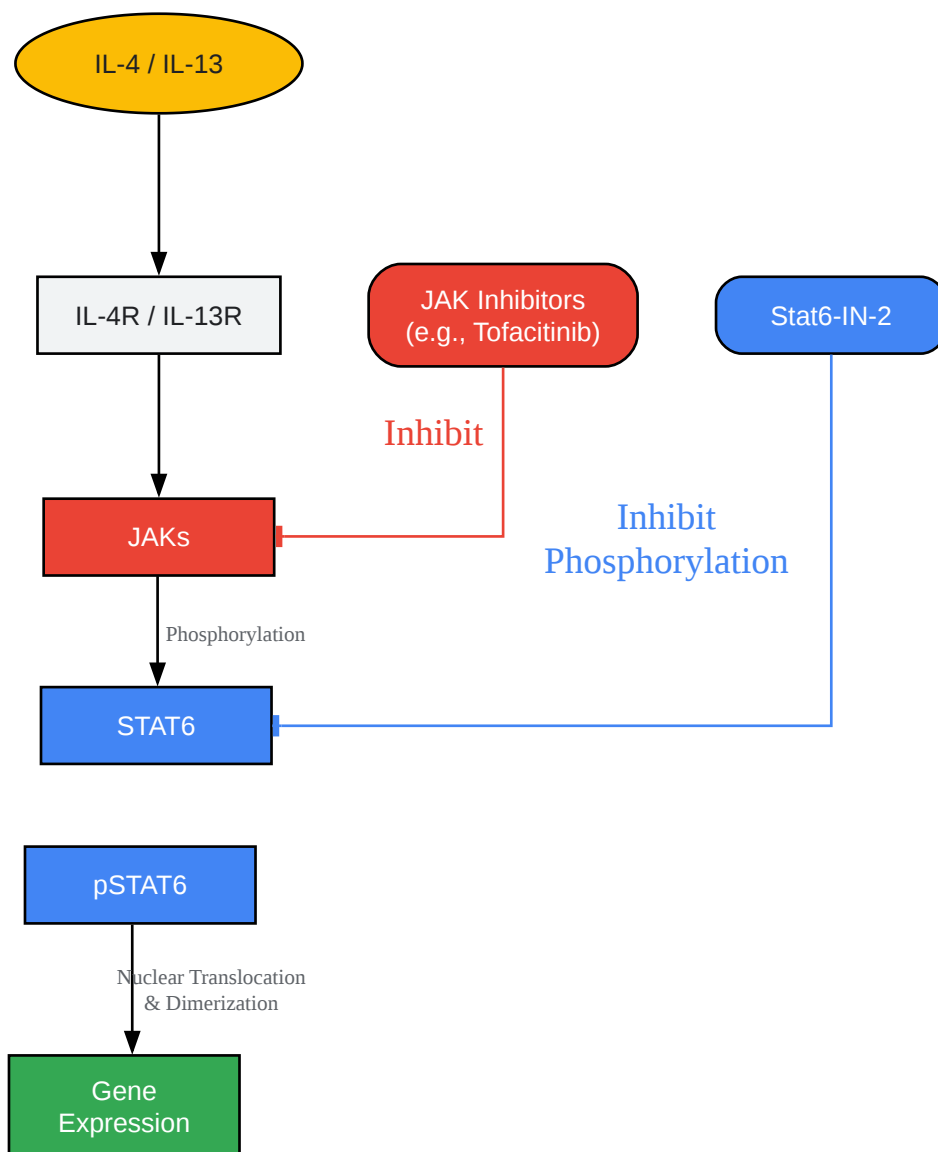 IL-4 / IL-13
IL-4R / IL-13R
JAK Inhibitors
(e.g., Tofacitinib)
Stat6-IN-2
Inhibit
Inhibit
Phosphorylation
JAKs
Phosphorylation
STAT6
pSTAT6
Nuclear Translocation
& Dimerization
Gene
Expression